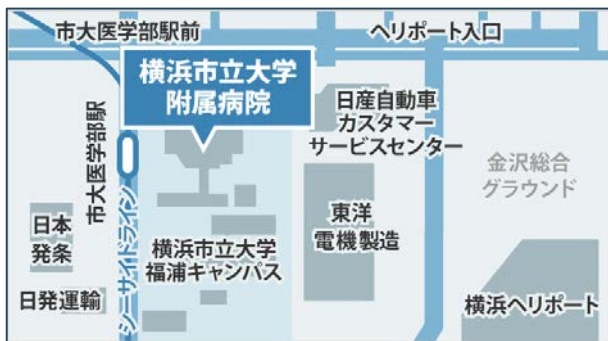 市大医学部駅前
ヘリポート入口
横浜市立大学
附属病院
日産自動車
カスタマー
サービスセンター
市大医学部駅
金沢総合
グラウンド
日本
発条
シーサイドライン
横浜市立大学
福浦キャンパス
東洋
電機製造
日発運輸
横浜ヘリポート